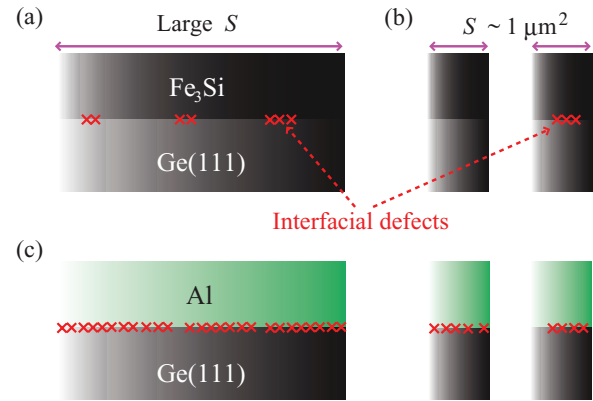 (a)
Large S
(b)
S ~ 1 μm²
Fe₃Si
Ge(111)
Interfacial defects
(c)
Al
Ge(111)